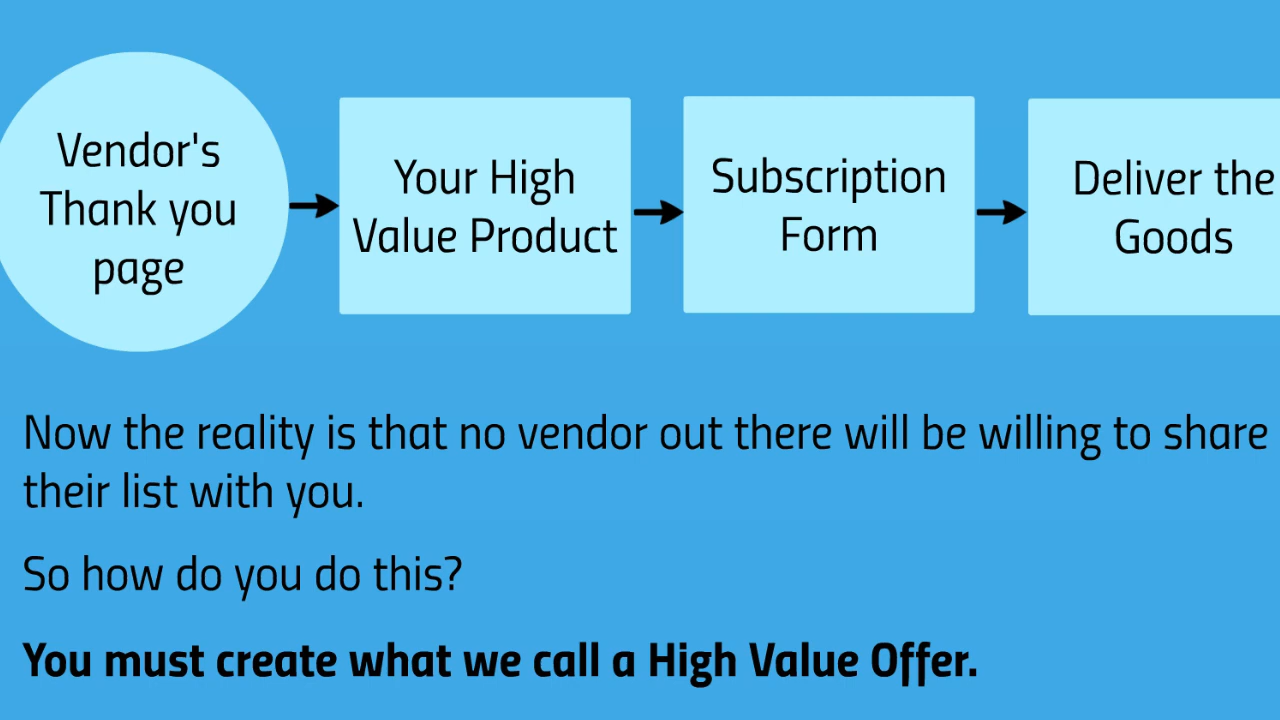 Vendor's
Thank you
page
Your High
Value Product
Subscription
Form
Deliver the
Goods
Now the reality is that no vendor out there will be willing to share
their list with you.
So how do you do this?
You must create what we call a High Value Offer.